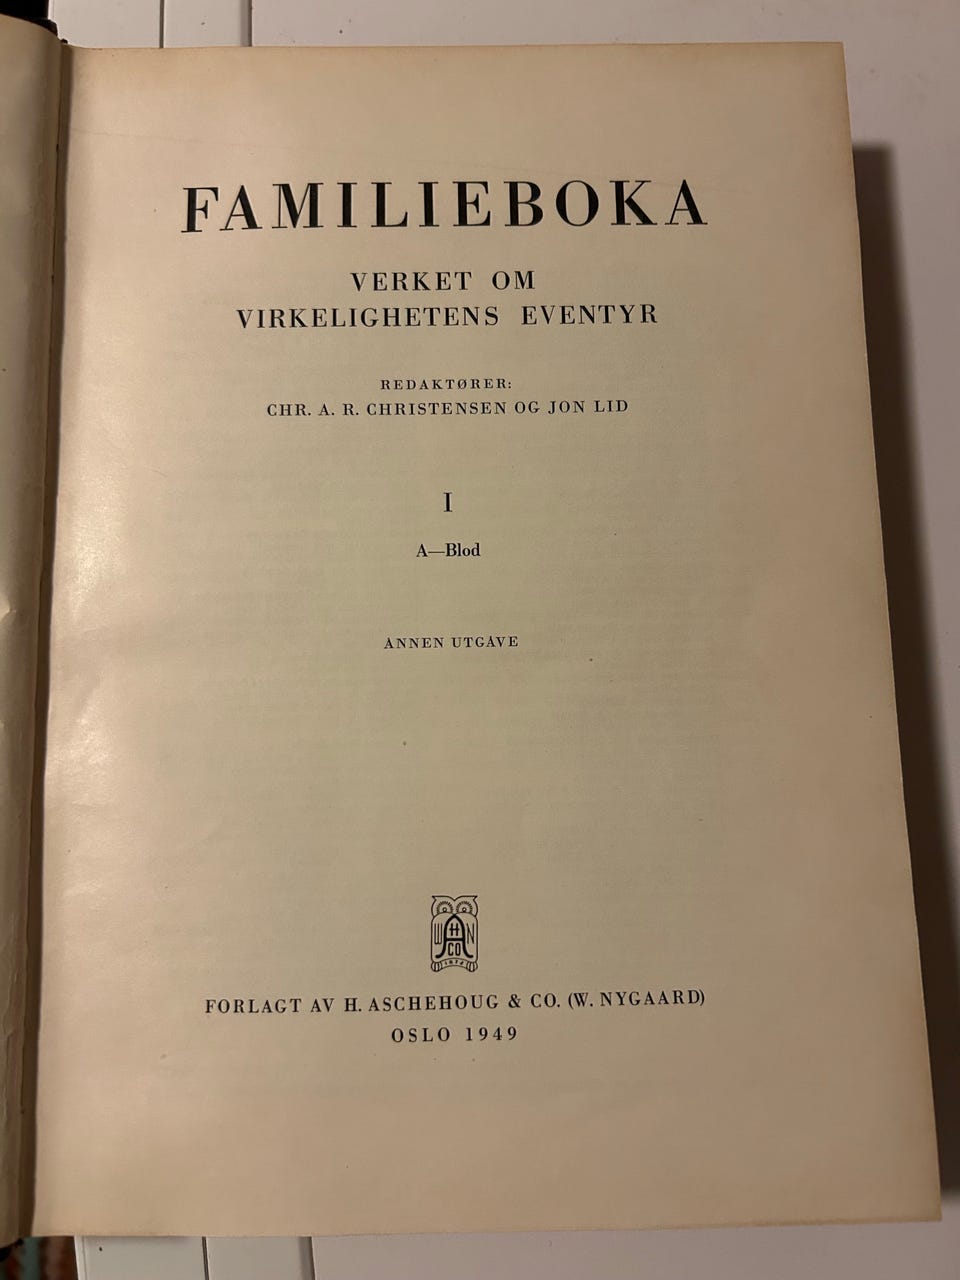 FAMILIEBOKA
VERKET OM
VIRKELIGHETENS EVENTYR
REDAKTØRER:
CHR. A. R. CHRISTENSEN OG JON LID
I
A—Blod
ANNEN UTGAVE
W H N
A
CO
FORLAGT AV H. ASCHEHOUG & CO. (W. NYGAARD)
OSLO 1949